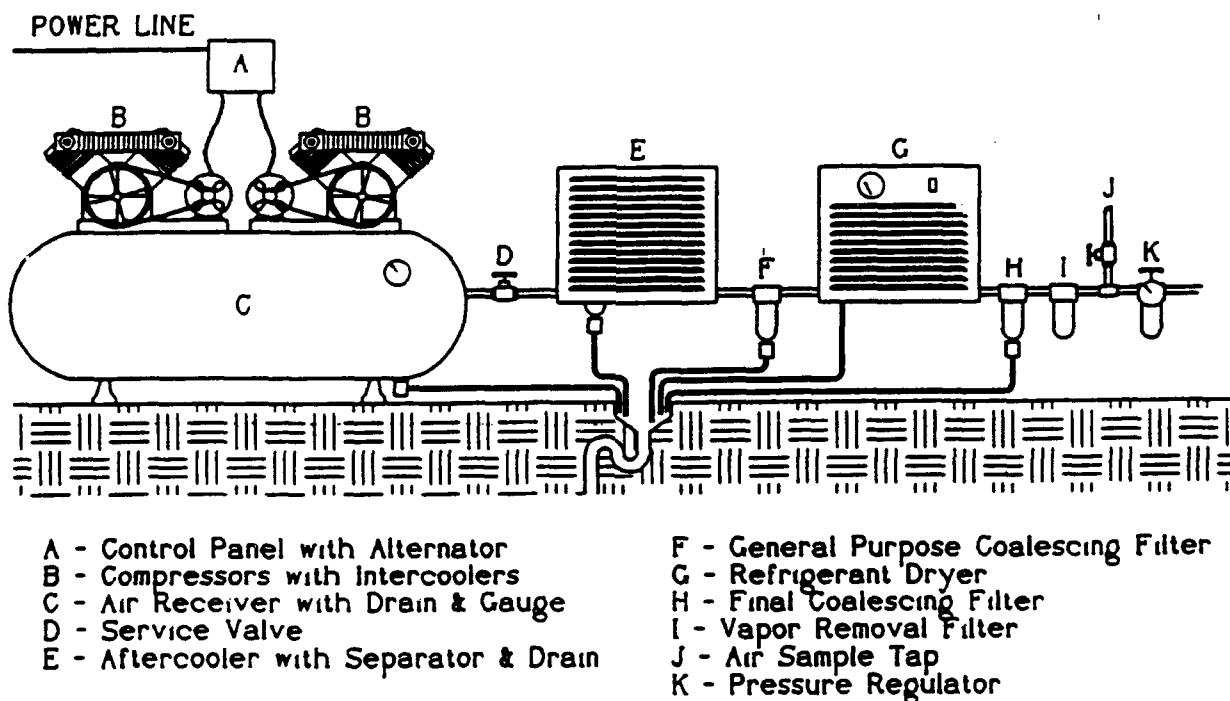 POWER LINE
A
B
B
E
G
J
D
F
H
I
K
C
A - Control Panel with Alternator
B - Compressors with Intercoolers
C - Air Receiver with Drain & Gauge
D - Service Valve
E - Aftercooler with Separator & Drain
F - General Purpose Coalescing Filter
G - Refrigerant Dryer
H - Final Coalescing Filter
I - Vapor Removal Filter
J - Air Sample Tap
K - Pressure Regulator